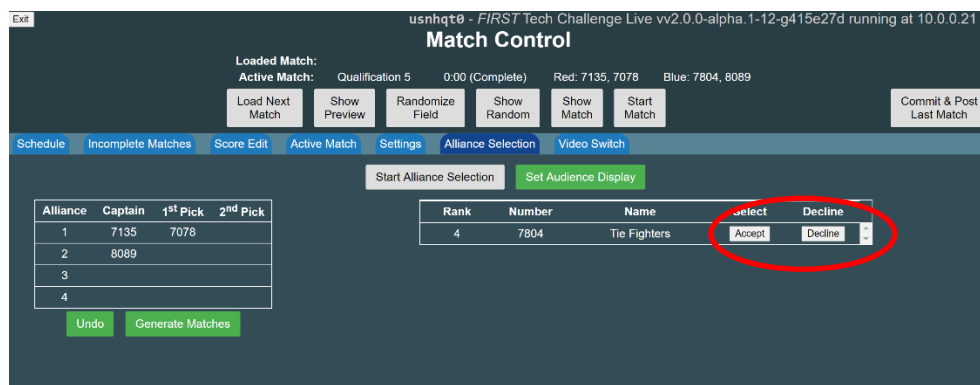 Exit
usnhqt0 - FIRST Tech Challenge Live vv2.0.0-alpha.1-12-g415e27d running at 10.0.0.21
Match Control
Loaded Match:
Active Match: Qualification 5 0:00 (Complete) Red: 7135, 7078 Blue: 7804, 8089
Load Next Match
Show Preview
Randomize Field
Show Random
Show Match
Start Match
Commit & Post Last Match
Schedule Incomplete Matches Score Edit Active Match Settings Alliance Selection Video Switch
Start Alliance Selection Set Audience Display
Alliance Captain 1st Pick 2nd Pick
1 7135 7078
2 8089
3
4
Undo Generate Matches
Rank Number Name Select Decline
4 7804 Tie Fighters Accept Decline